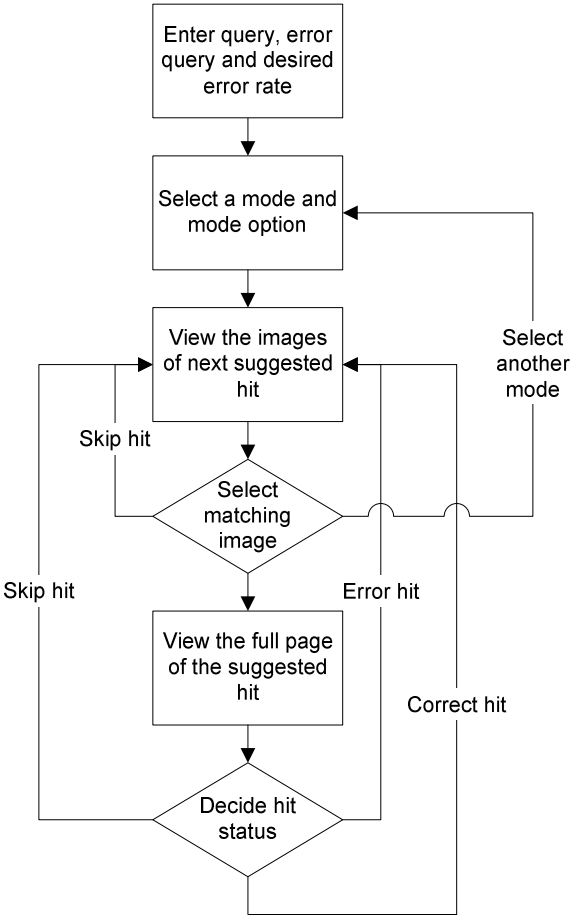 Enter query, error
query and desired
error rate
Select a mode and
mode option
View the images
of next suggested
hit
Select
another
mode
Skip hit
Select
matching
image
Skip hit
Error hit
View the full page
of the suggested
hit
Correct hit
Decide hit
status